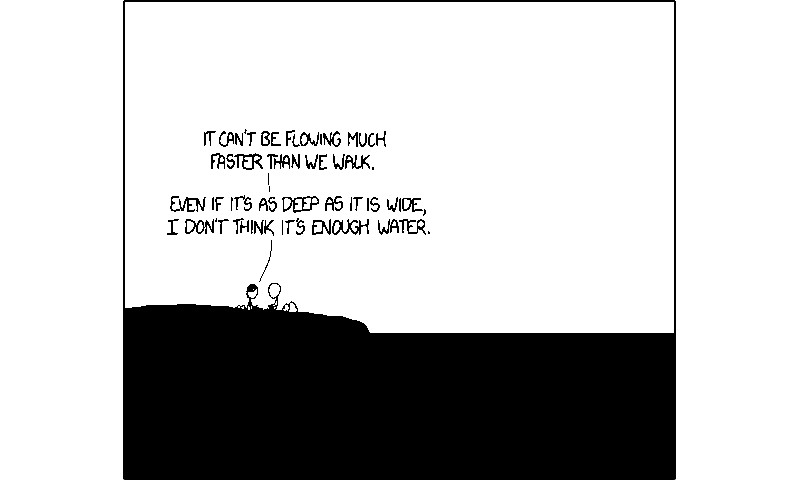 IT CAN'T BE FLOWING MUCH
FASTER THAN WE WALK.
EVEN IF IT'S AS DEEP AS IT IS WIDE,
I DON'T THINK IT'S ENOUGH WATER.